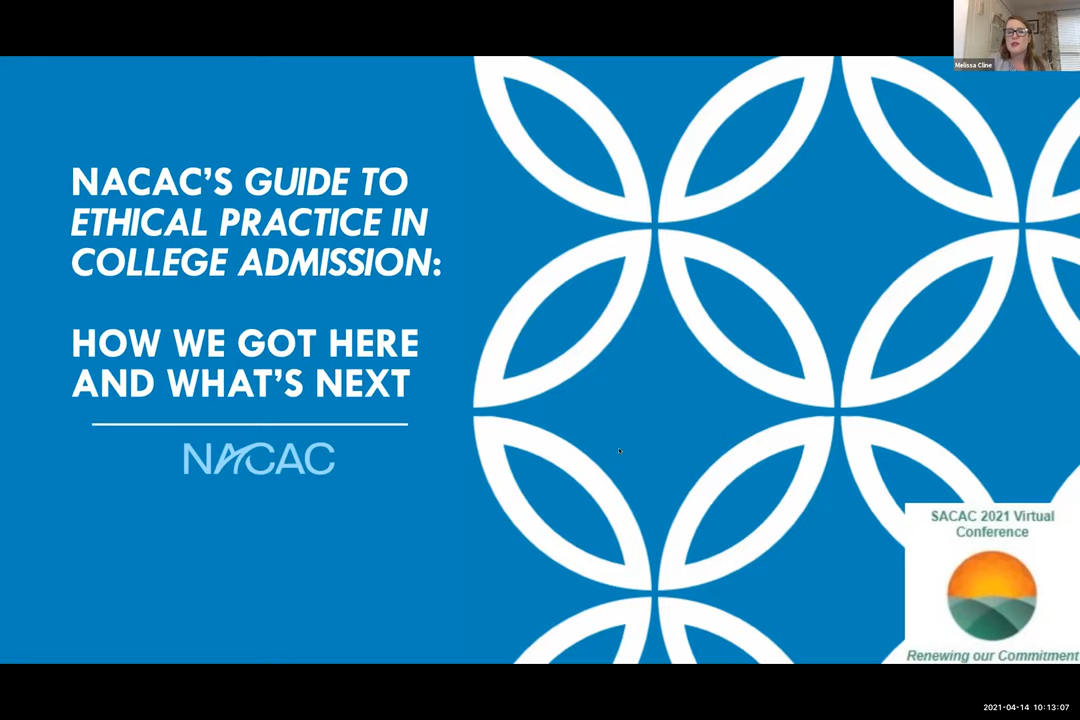 Melissa Cline
NACAC'S GUIDE TO
ETHICAL PRACTICE IN
COLLEGE ADMISSION:
HOW WE GOT HERE
AND WHAT'S NEXT
NACAC
SACAC 2021 Virtual
Conference
Renewing our Commitment
2021-04-14 10:13:07